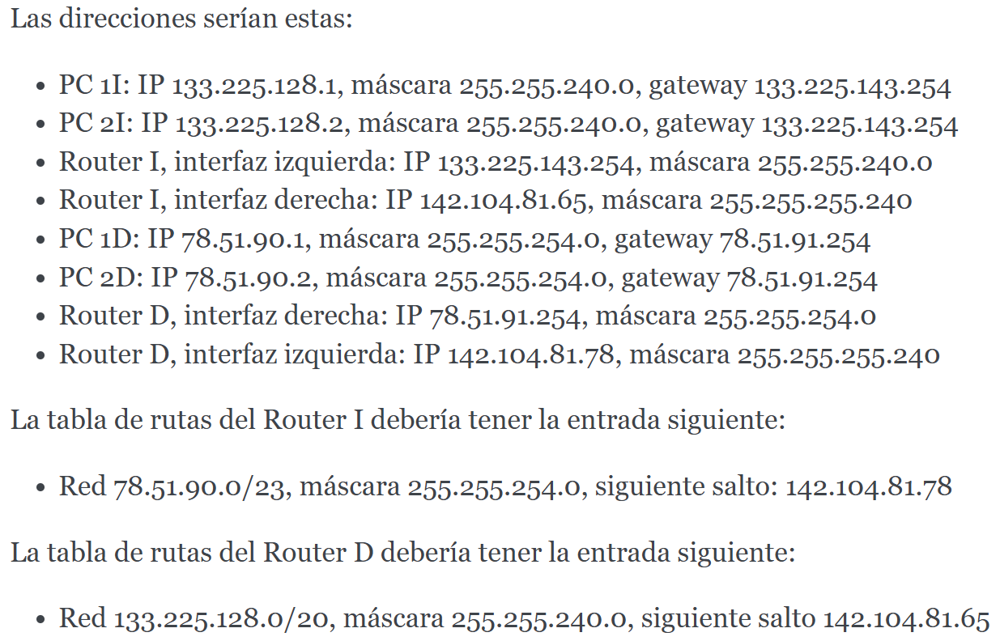 Las direcciones serían estas:
• PC 1I: IP 133.225.128.1, máscara 255.255.240.0, gateway 133.225.143.254
• PC 2I: IP 133.225.128.2, máscara 255.255.240.0, gateway 133.225.143.254
• Router I, interfaz izquierda: IP 133.225.143.254, máscara 255.255.240.0
• Router I, interfaz derecha: IP 142.104.81.65, máscara 255.255.255.240
• PC 1D: IP 78.51.90.1, máscara 255.255.254.0, gateway 78.51.91.254
• PC 2D: IP 78.51.90.2, máscara 255.255.254.0, gateway 78.51.91.254
• Router D, interfaz derecha: IP 78.51.91.254, máscara 255.255.254.0
• Router D, interfaz izquierda: IP 142.104.81.78, máscara 255.255.255.240
La tabla de rutas del Router I debería tener la entrada siguiente:
• Red 78.51.90.0/23, máscara 255.255.254.0, siguiente salto: 142.104.81.78
La tabla de rutas del Router D debería tener la entrada siguiente:
• Red 133.225.128.0/20, máscara 255.255.240.0, siguiente salto 142.104.81.65